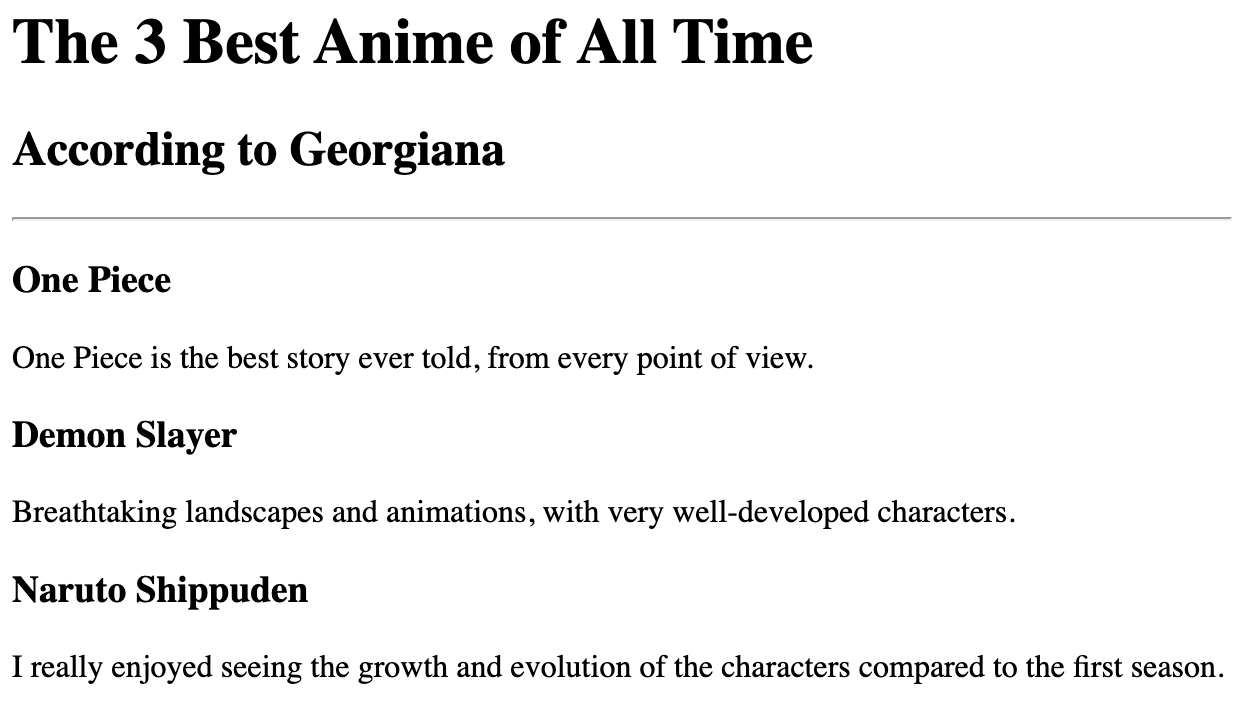 The 3 Best Anime of All Time
According to Georgiana
One Piece
One Piece is the best story ever told, from every point of view.
Demon Slayer
Breathtaking landscapes and animations, with very well-developed characters.
Naruto Shippuden
I really enjoyed seeing the growth and evolution of the characters compared to the first season.